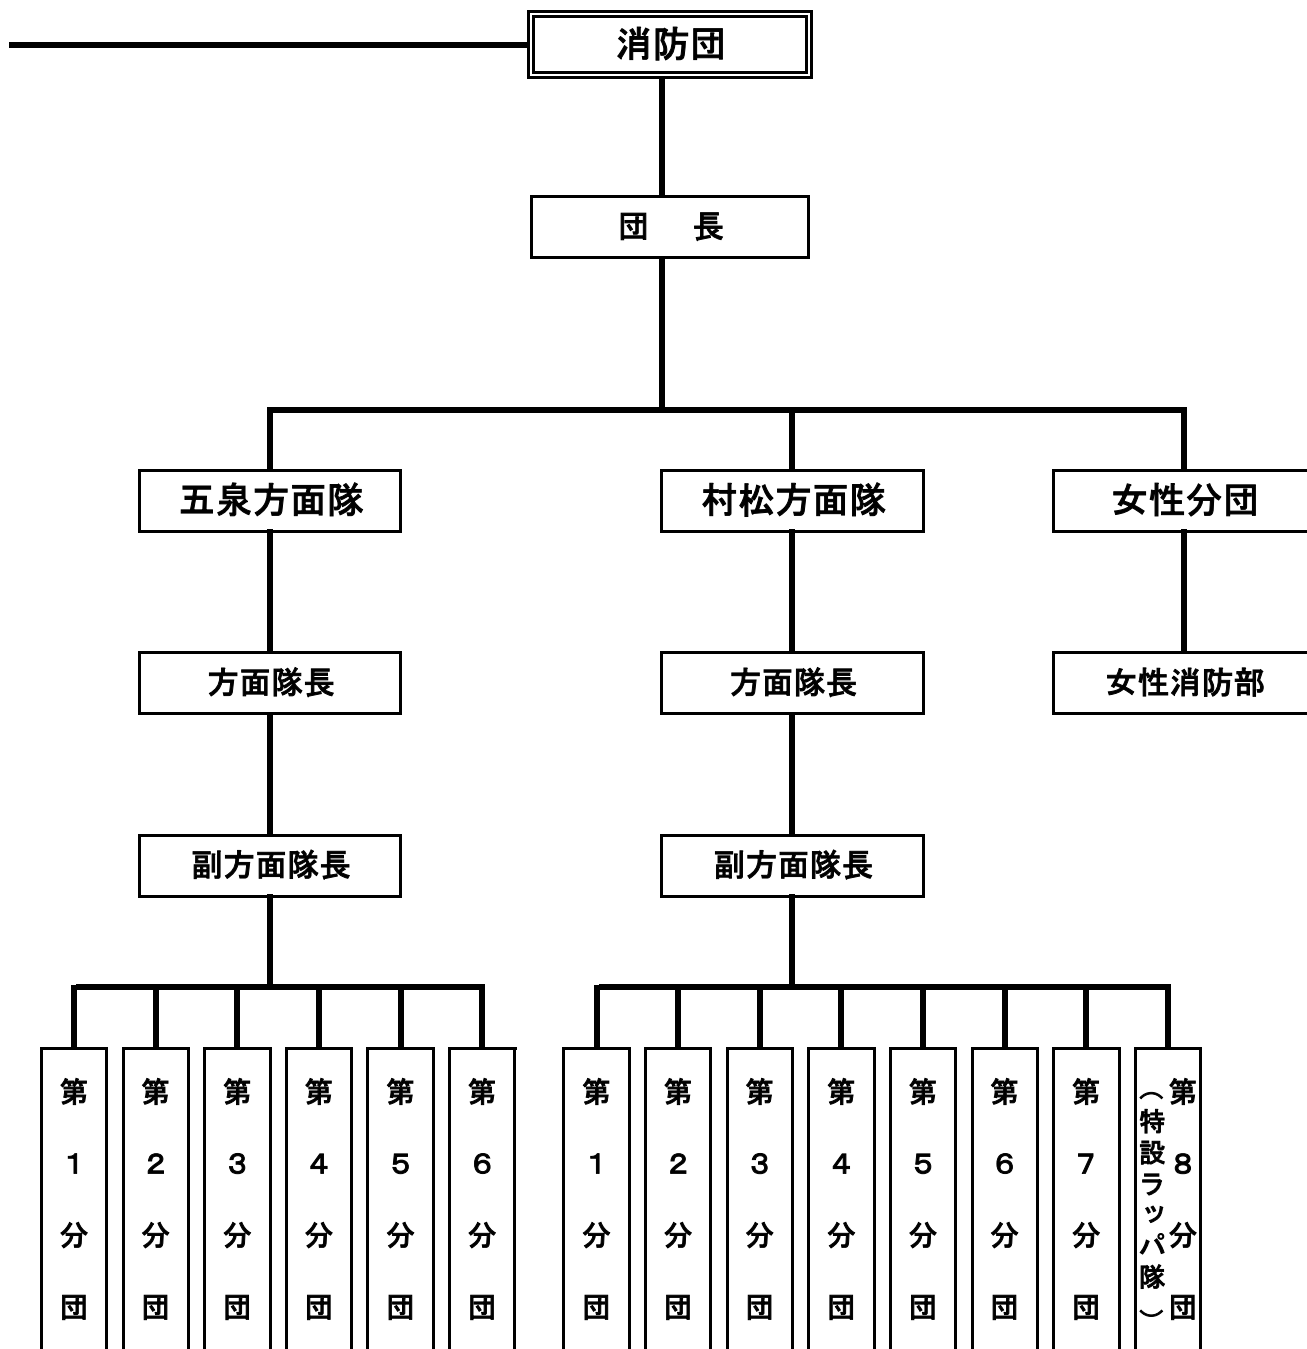 消防団
団　長
五泉方面隊
村松方面隊
女性分団
方面隊長
方面隊長
女性消防部
副方面隊長
副方面隊長
第１分団
第２分団
第３分団
第４分団
第５分団
第６分団
第１分団
第２分団
第３分団
第４分団
第５分団
第６分団
第７分団
第８分団
（特設ラッパ隊）